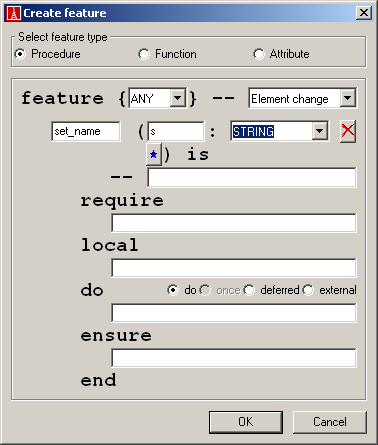 Create feature
Select feature type
Procedure Function Attribute
feature { ANY } -- Element change
set_name ( s : STRING
) is
--
require
local
do do once deferred external
ensure
end
OK Cancel